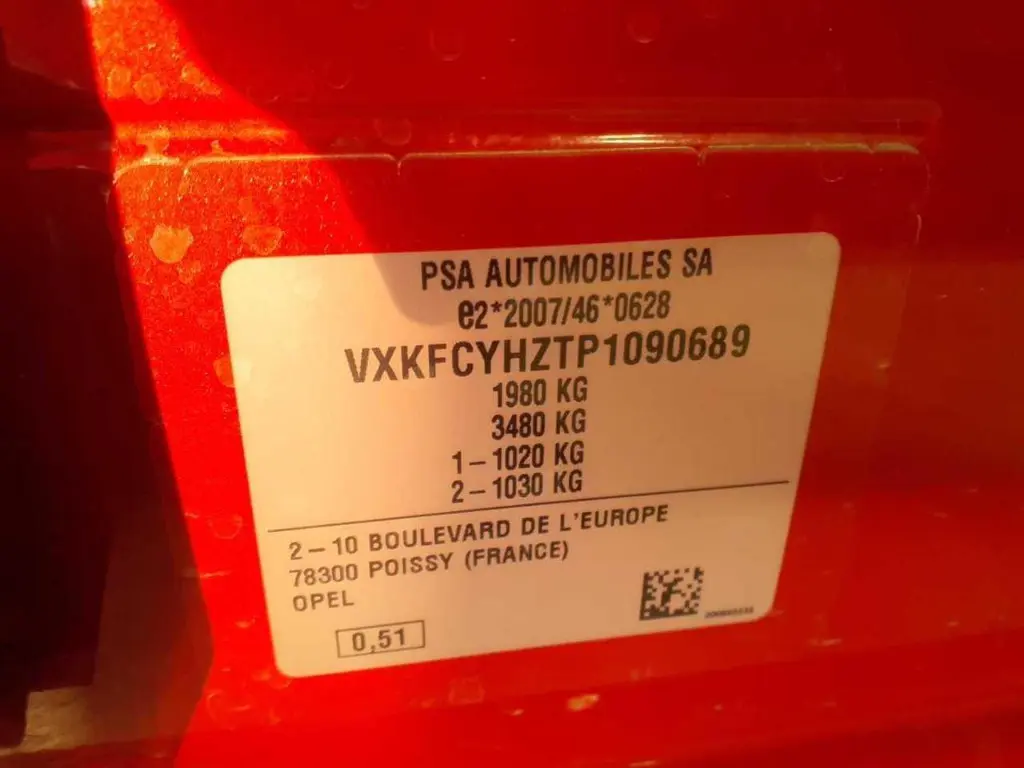 PSA AUTOMOBILES SA
e2*2007/46*0628
VXKFCYHZTP1090689
1980 KG
3480 KG
1-1020 KG
2-1030 KG
2-10 BOULEVARD DE L'EUROPE
78300 POISSY (FRANCE)
OPEL
0,51